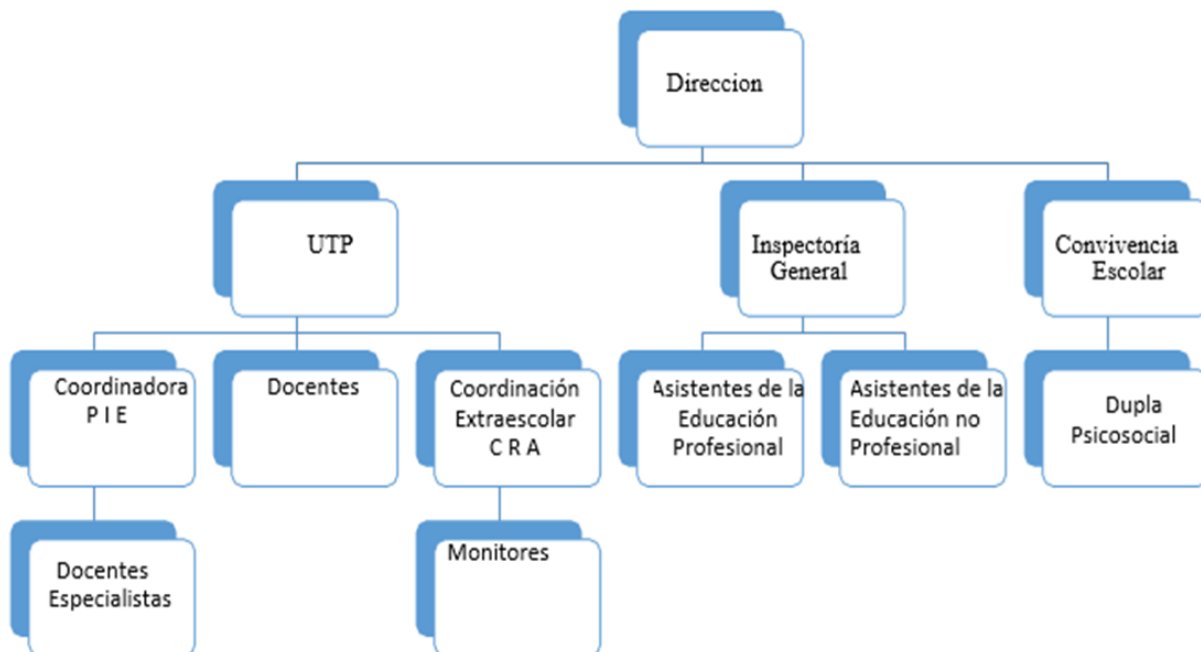 Direccion
UTP
Inspectoría
General
Convivencia
Escolar
Coordinadora
P I E
Docentes
Coordinación
Extraescolar
C R A
Asistentes de la
Educación
Profesional
Asistentes de la
Educación no
Profesional
Dupla
Psicosocial
Docentes
Especialistas
Monitores